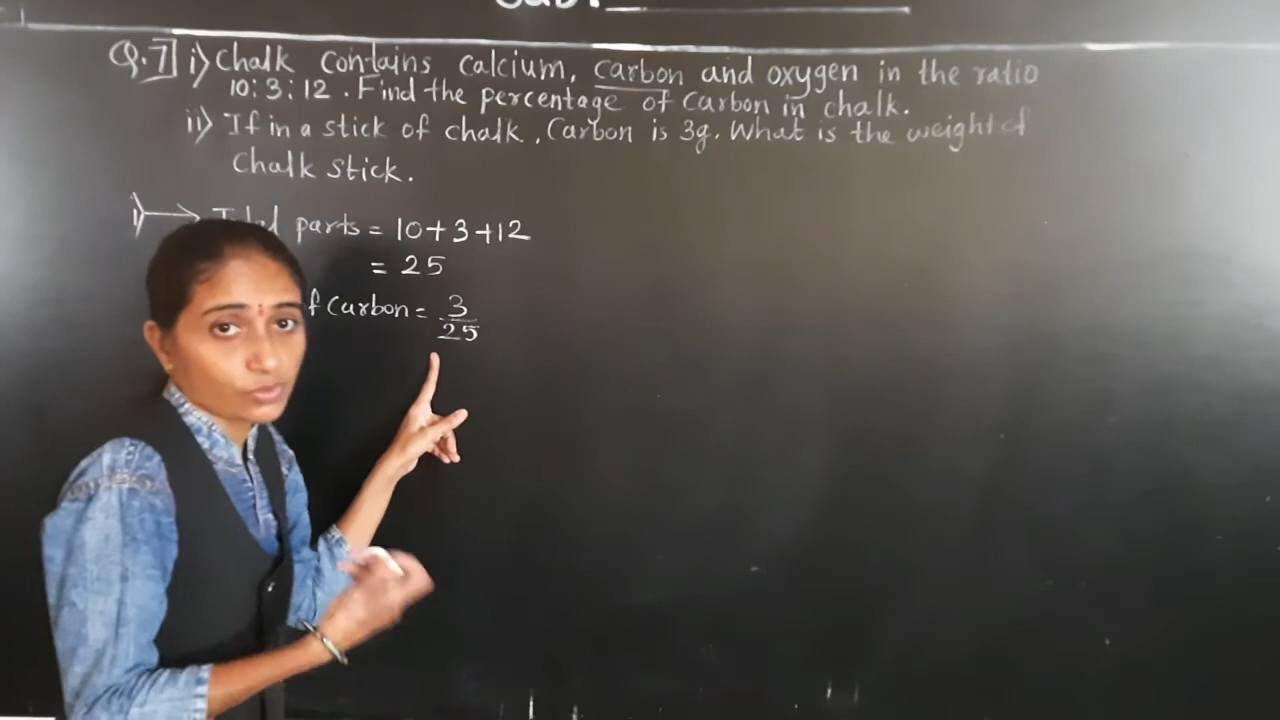 Q.7] i) Chalk contains calcium, carbon and oxygen in the ratio
10:3:12. Find the percentage of carbon in chalk.
ii) If in a stick of chalk, Carbon is 3g. What is the weight of
Chalk stick.
i) → parts = 10+3+12
= 25
Carbon = 3/25